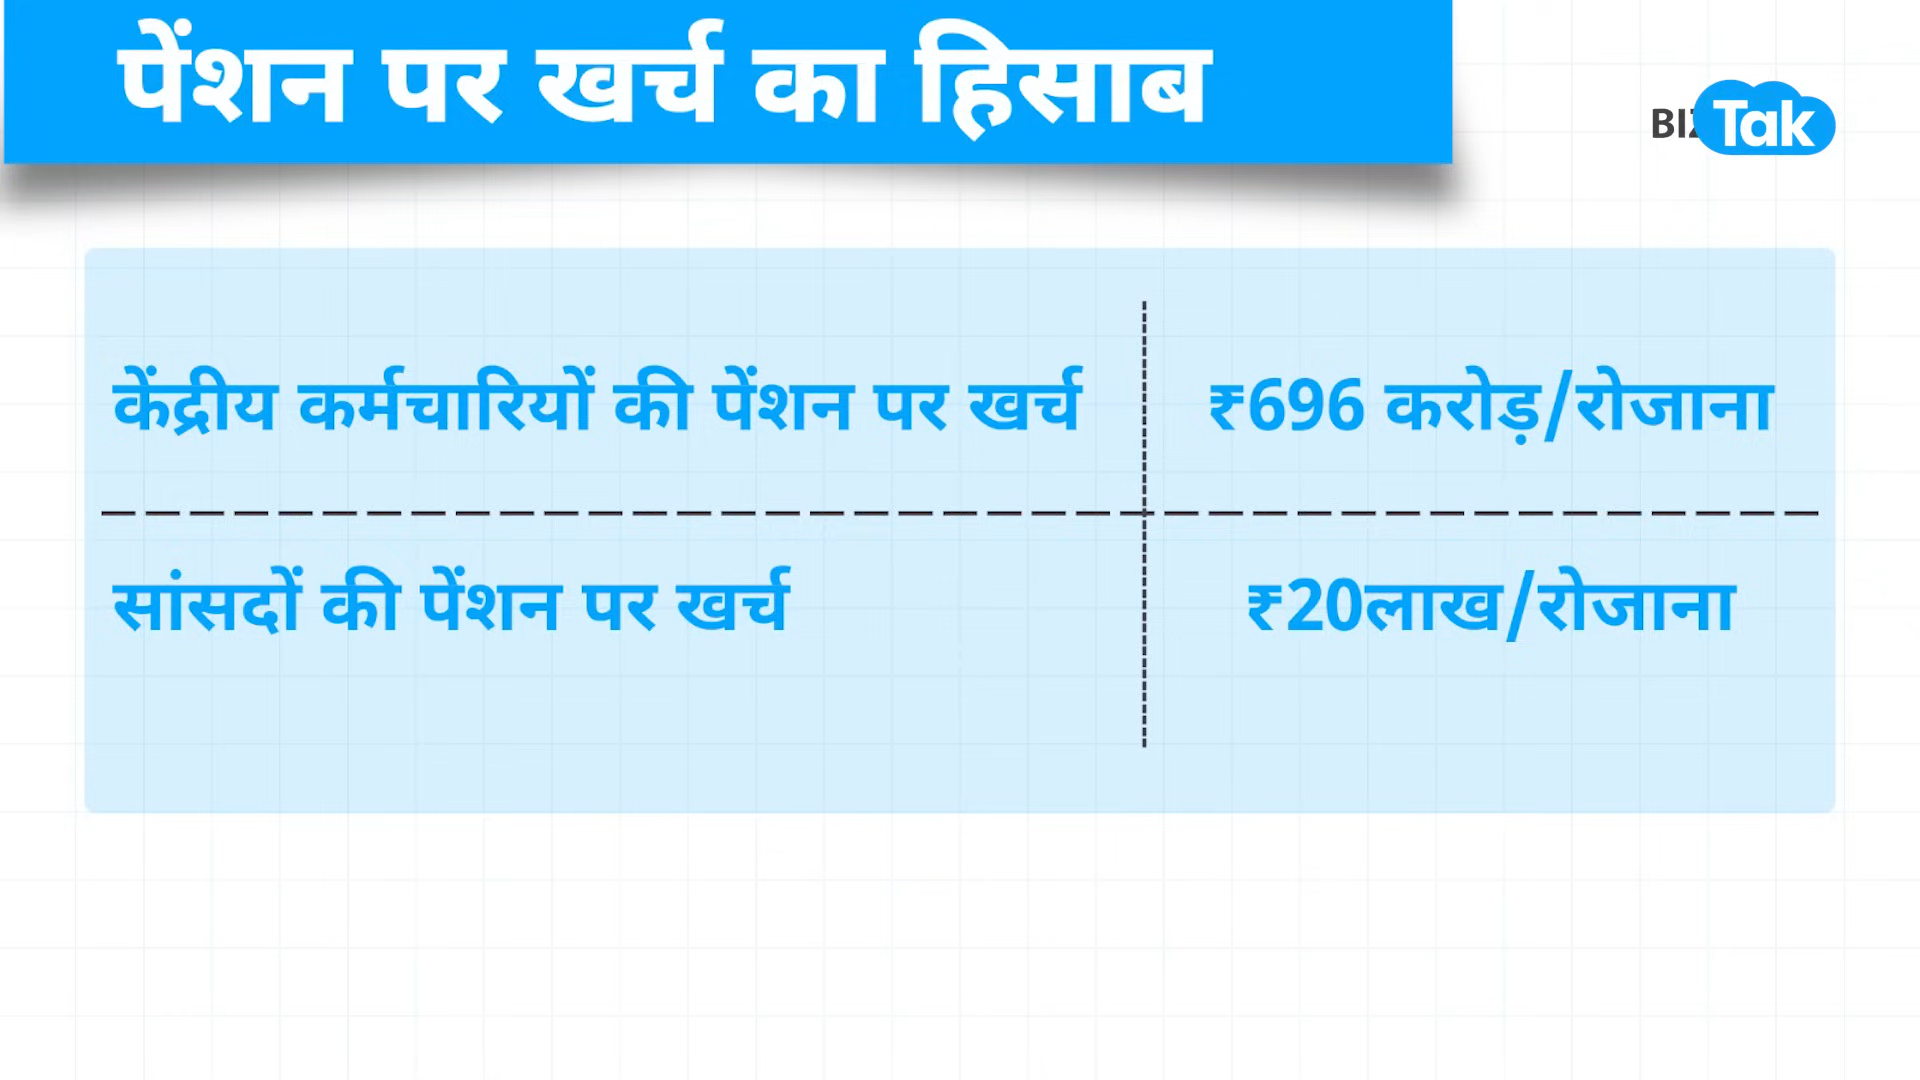 पेंशन पर खर्च का हिसाब
BIZ Tak
केंद्रीय कर्मचारियों की पेंशन पर खर्च ₹696 करोड़/रोजाना
सांसदों की पेंशन पर खर्च ₹20लाख/रोजाना